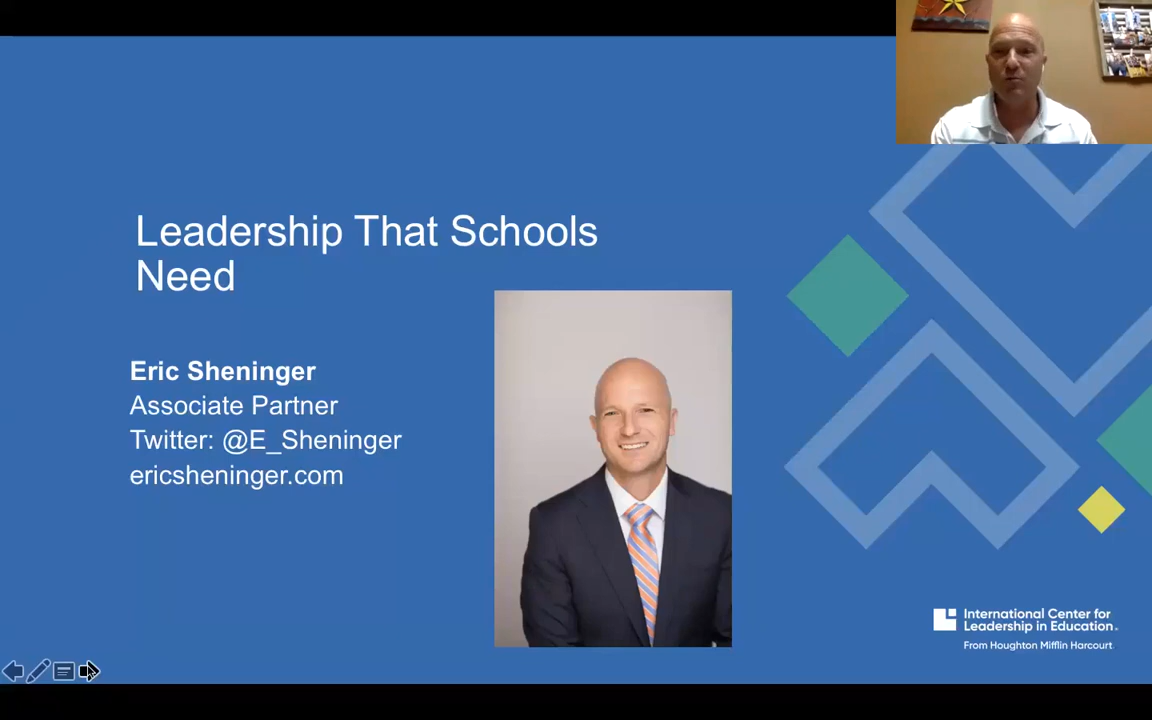 Leadership That Schools
Need
Eric Sheninger
Associate Partner
Twitter: @E_Sheninger
ericsheninger.com
International Center for
Leadership in Education.
From Houghton Mifflin Harcourt